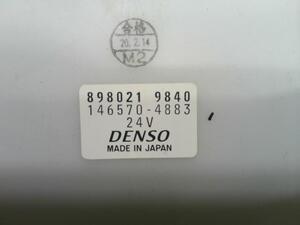 合格
20.2.14
M2
898021 9840
146570-4883
24V
DENSO
MADE IN JAPAN